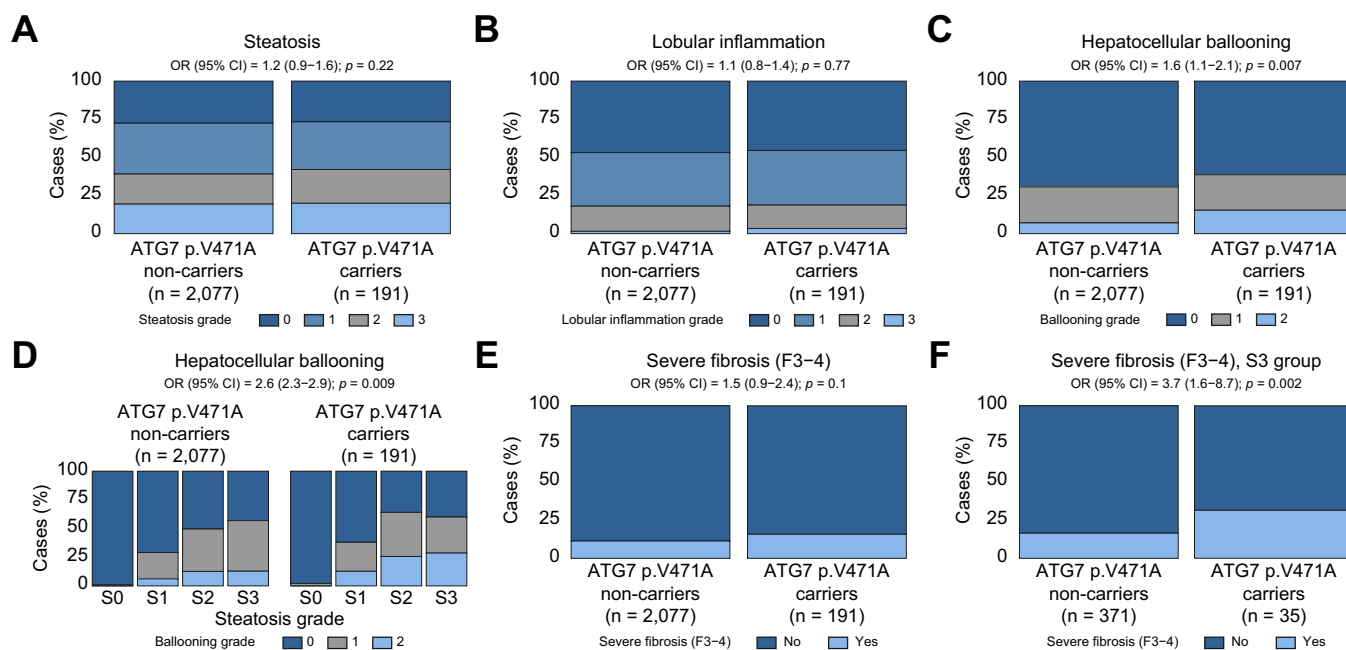 A
Steatosis
OR (95% CI) = 1.2 (0.9−1.6); p = 0.22
Cases (%)
100
75
50
25
0
ATG7 p.V471A
non-carriers
(n = 2,077)
ATG7 p.V471A
carriers
(n = 191)
Steatosis grade 0 1 2 3
B
Lobular inflammation
OR (95% CI) = 1.1 (0.8−1.4); p = 0.77
Cases (%)
100
75
50
25
0
ATG7 p.V471A
non-carriers
(n = 2,077)
ATG7 p.V471A
carriers
(n = 191)
Lobular inflammation grade 0 1 2 3
C
Hepatocellular ballooning
OR (95% CI) = 1.6 (1.1−2.1); p = 0.007
Cases (%)
100
75
50
25
0
ATG7 p.V471A
non-carriers
(n = 2,077)
ATG7 p.V471A
carriers
(n = 191)
Ballooning grade 0 1 2
D
Hepatocellular ballooning
OR (95% CI) = 2.6 (2.3−2.9); p = 0.009
ATG7 p.V471A
non-carriers
(n = 2,077)
ATG7 p.V471A
carriers
(n = 191)
Cases (%)
100
75
50
25
0
S0 S1 S2 S3 S0 S1 S2 S3
Steatosis grade
Ballooning grade 0 1 2
E
Severe fibrosis (F3−4)
OR (95% CI) = 1.5 (0.9−2.4); p = 0.1
Cases (%)
100
75
50
25
0
ATG7 p.V471A
non-carriers
(n = 2,077)
ATG7 p.V471A
carriers
(n = 191)
Severe fibrosis (F3−4) No Yes
F
Severe fibrosis (F3−4), S3 group
OR (95% CI) = 3.7 (1.6−8.7); p = 0.002
Cases (%)
100
75
50
25
0
ATG7 p.V471A
non-carriers
(n = 371)
ATG7 p.V471A
carriers
(n = 35)
Severe fibrosis (F3−4) No Yes